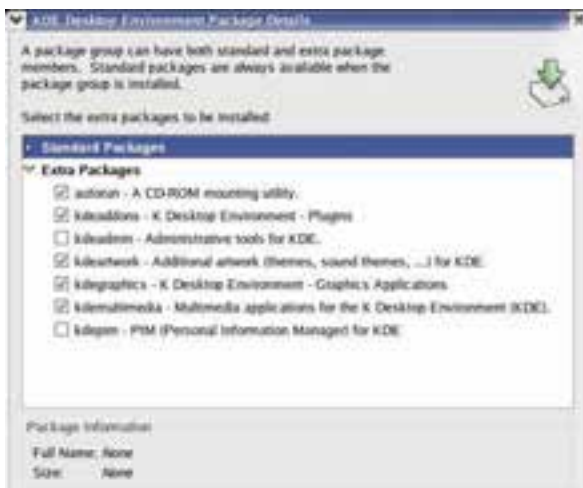 KDE Desktop Environment Package Details
A package group can have both standard and extra package
members. Standard packages are always available when the
package group is installed.
Select the extra packages to be installed
Standard Packages
Extra Packages
autorun - A CD-ROM mounting utility.
kdeaddons - K Desktop Environment - Plugins
kdeadmin - Administrative tools for KDE.
kdeartwork - Additional artwork (themes, sound themes, ...) for KDE
kdegraphics - K Desktop Environment - Graphics Applications.
kdemultimedia - Multimedia applications for the K Desktop Environment (KDE).
kdepim - PIM (Personal Information Manager) for KDE
Package Information
Full Name: None
Size: None